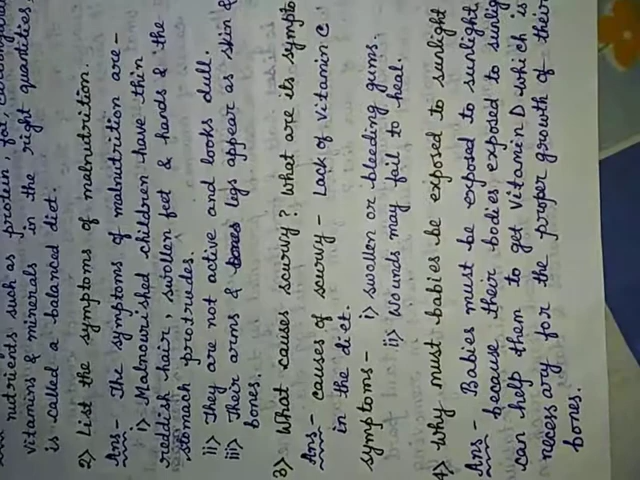 nutrients such as protein, fat,
vitamins & minerals in the right quantities,
is called a balanced diet.
2) List the symptoms of malnutrition.
Ans- The symptoms of malnutrition are-
i) Malnourished children have thin
reddish hair, swollen feet & hands & the
stomach protrudes.
ii) They are not active and looks dull.
iii) Their arms & bones legs appear as skin &
bones.
3) What causes scurvy? What are its sympto
Ans- causes of scurvy- Lack of vitamin C
in the diet.
symptoms- i) swollen or bleeding gums.
ii) Wounds may fail to heal.
4) Why must babies be exposed to sunlight
Ans- Babies must be exposed to sunlight
because their bodies exposed to sunlig
can help them to get vitamin D which is
necessary for the proper growth of their
bones.